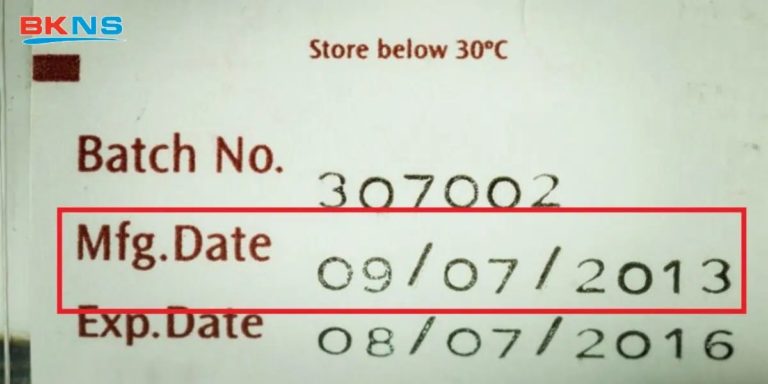 BKNS
Store below 30°C
Batch No. 307002
Mfg.Date 09/07/2013
Exp.Date 08/07/2016